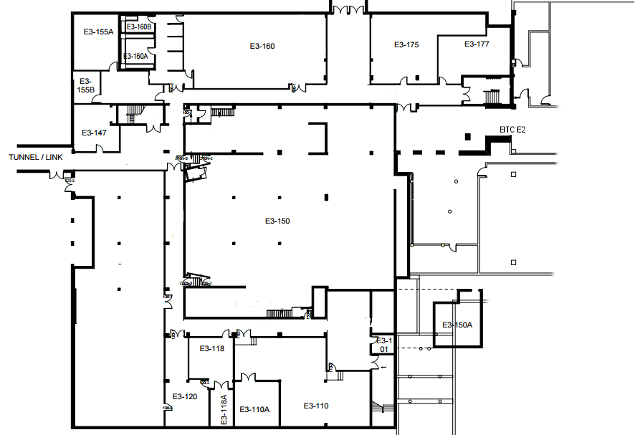 E3-155A
E3-160B
E3-160A
E3-160
E3-175
E3-177
E3-
155B
E3-147
EITC E2
TUNNEL / LINK
E3-150
E3-150A
E3-1
01
E3-118
E3-120
E3-118A
E3-110A
E3-110